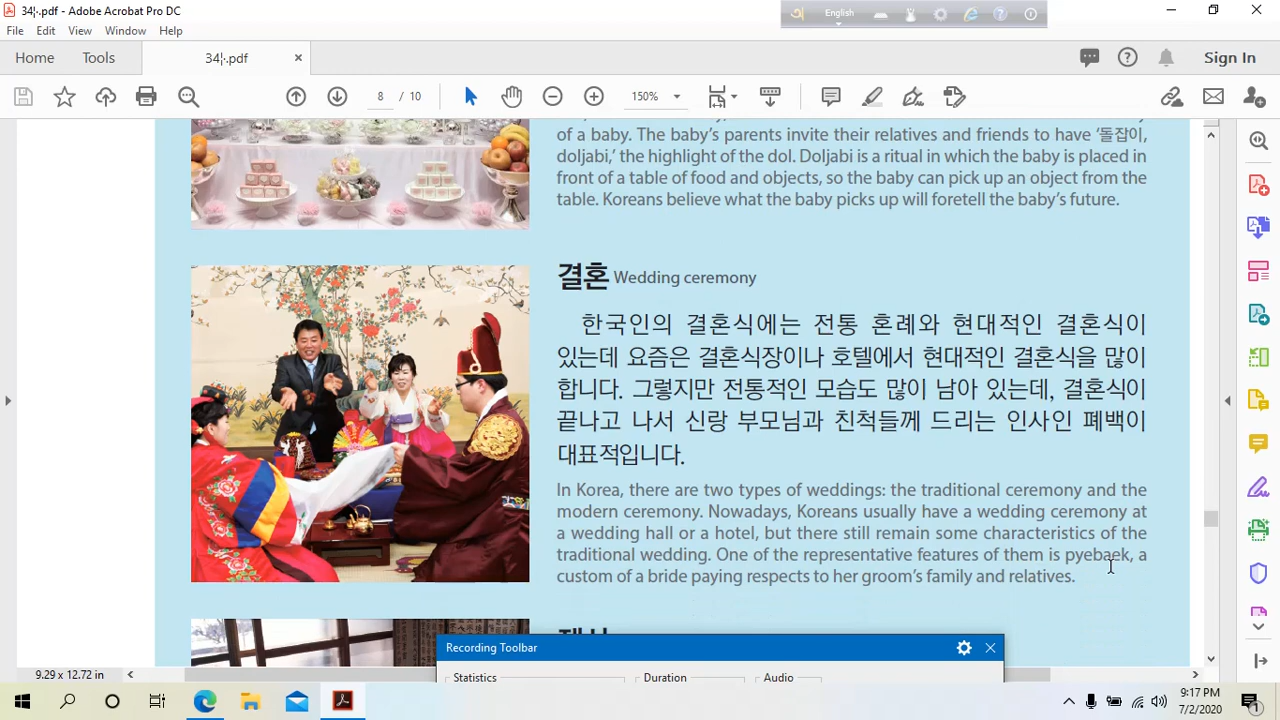 34¦·.pdf - Adobe Acrobat Pro DC
English
File Edit View Window Help
Home Tools 34¦·.pdf × Sign In
8 / 10 150%
of a baby. The baby's parents invite their relatives and friends to have '돌잡이,
doljabi,' the highlight of the dol. Doljabi is a ritual in which the baby is placed in
front of a table of food and objects, so the baby can pick up an object from the
table. Koreans believe what the baby picks up will foretell the baby's future.
결혼 Wedding ceremony
한국인의 결혼식에는 전통 혼례와 현대적인 결혼식이
있는데 요즘은 결혼식장이나 호텔에서 현대적인 결혼식을 많이
합니다. 그렇지만 전통적인 모습도 많이 남아 있는데, 결혼식이
끝나고 나서 신랑 부모님과 친척들께 드리는 인사인 폐백이
대표적입니다.
In Korea, there are two types of weddings: the traditional ceremony and the
modern ceremony. Nowadays, Koreans usually have a wedding ceremony at
a wedding hall or a hotel, but there still remain some characteristics of the
traditional wedding. One of the representative features of them is pyebaek, a
custom of a bride paying respects to her groom's family and relatives.
Recording Toolbar
Statistics Duration Audio
9.29 x 12.72 in
9:17 PM
7/2/2020